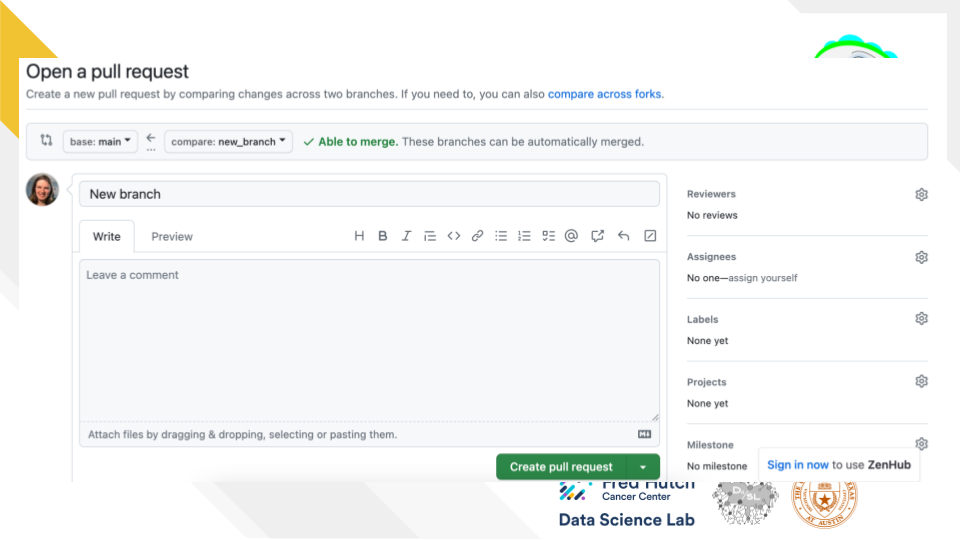 Open a pull request
Create a new pull request by comparing changes across two branches. If you need to, you can also compare across forks.
base: main
compare: new_branch
Able to merge. These branches can be automatically merged.
New branch
Write
Preview
Leave a comment
Attach files by dragging & dropping, selecting or pasting them.
Create pull request
Reviewers
No reviews
Assignees
No one—assign yourself
Labels
None yet
Projects
None yet
Milestone
No milestone
Sign in now to use ZenHub
Fred Hutch
Cancer Center
Data Science Lab
AT AUSTIN